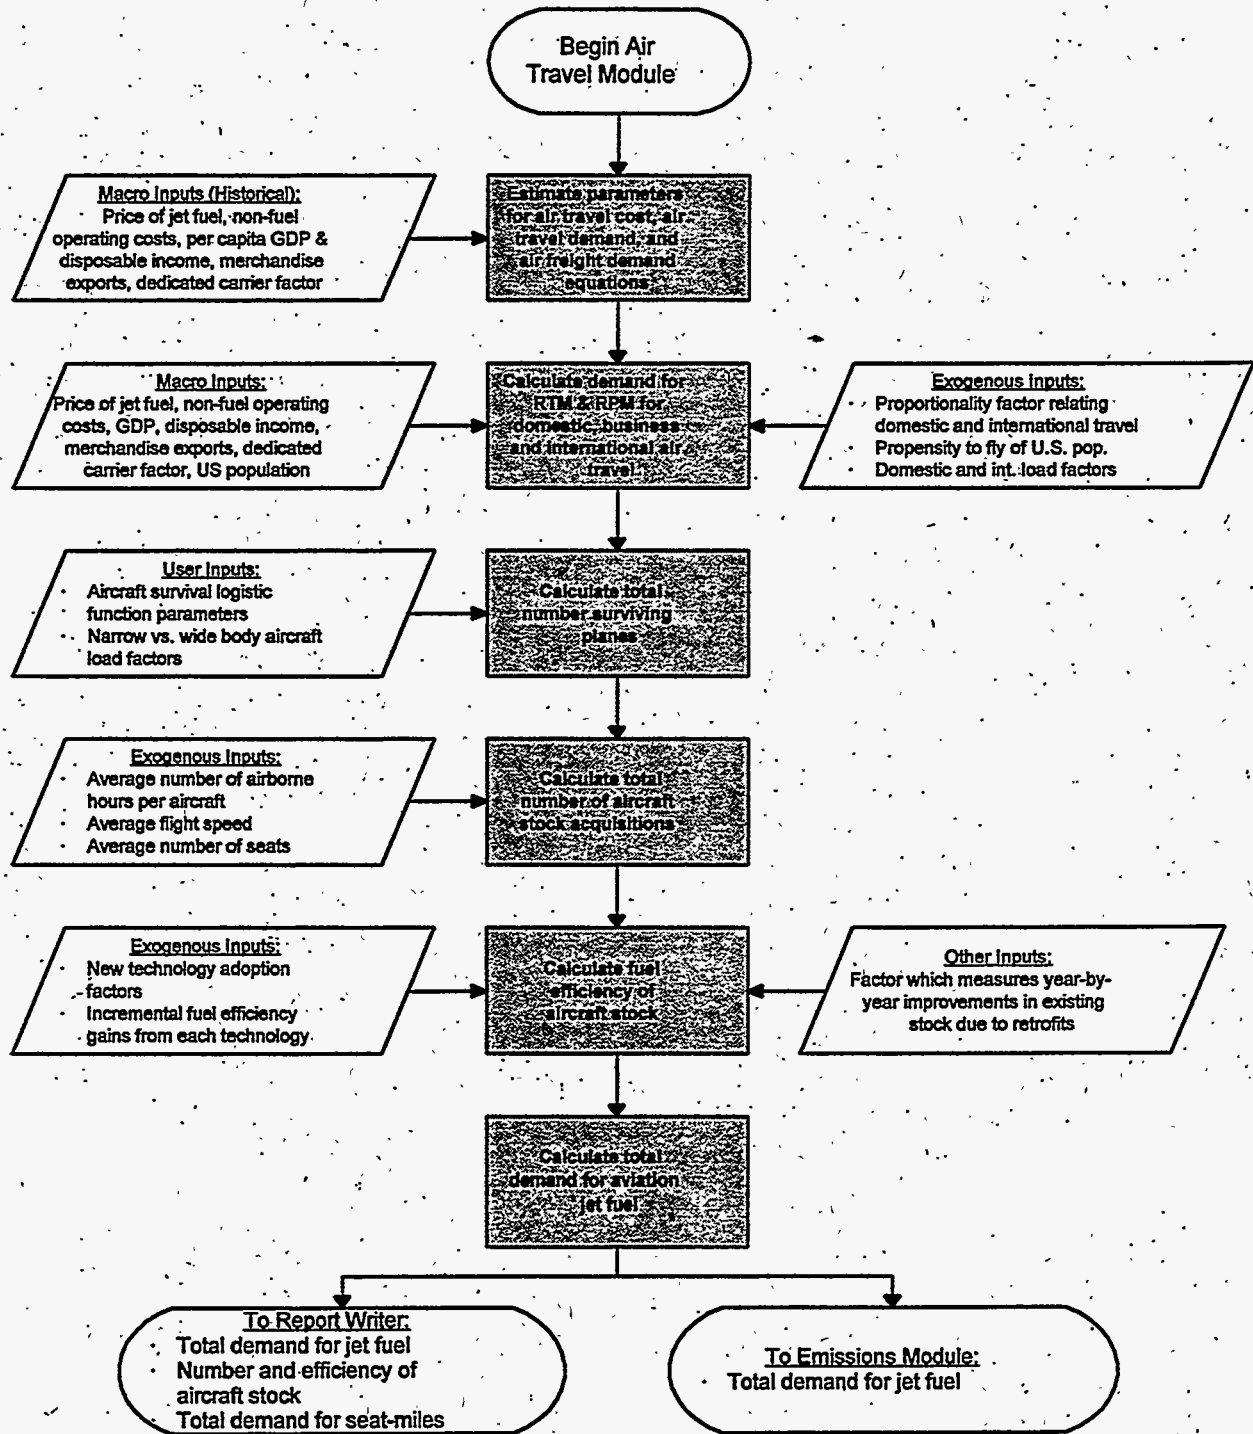 Begin Air
Travel Module
Macro Inputs (Historical):
Price of jet fuel, non-fuel
operating costs, per capita GDP &
disposable income, merchandise
exports, dedicated carrier factor
Estimate parameters
for air travel cost, air
travel demand, and
air freight demand
equations
Macro Inputs:
Price of jet fuel, non-fuel operating
costs, GDP, disposable income,
merchandise exports, dedicated
carrier factor, US population
Calculate demand for
RTM & RPM for
domestic, business
and international air
travel
Exogenous Inputs:
· Proportionality factor relating
domestic and international travel
· Propensity to fly of U.S. pop.
· Domestic and int. load factors
User Inputs:
· Aircraft survival logistic
function parameters
· Narrow vs. wide body aircraft
load factors
Calculate total
number surviving
planes
Exogenous Inputs:
· Average number of airborne
hours per aircraft
· Average flight speed
· Average number of seats
Calculate total
number of aircraft
stock acquisitions
Exogenous Inputs:
· New technology adoption
factors
· Incremental fuel efficiency
gains from each technology
Calculate fuel
efficiency of
aircraft stock
Other Inputs:
Factor which measures year-by-
year improvements in existing
stock due to retrofits
Calculate total
demand for aviation
jet fuel
To Report Writer:
· Total demand for jet fuel
· Number and efficiency of
aircraft stock
· Total demand for seat-miles
To Emissions Module:
· Total demand for jet fuel